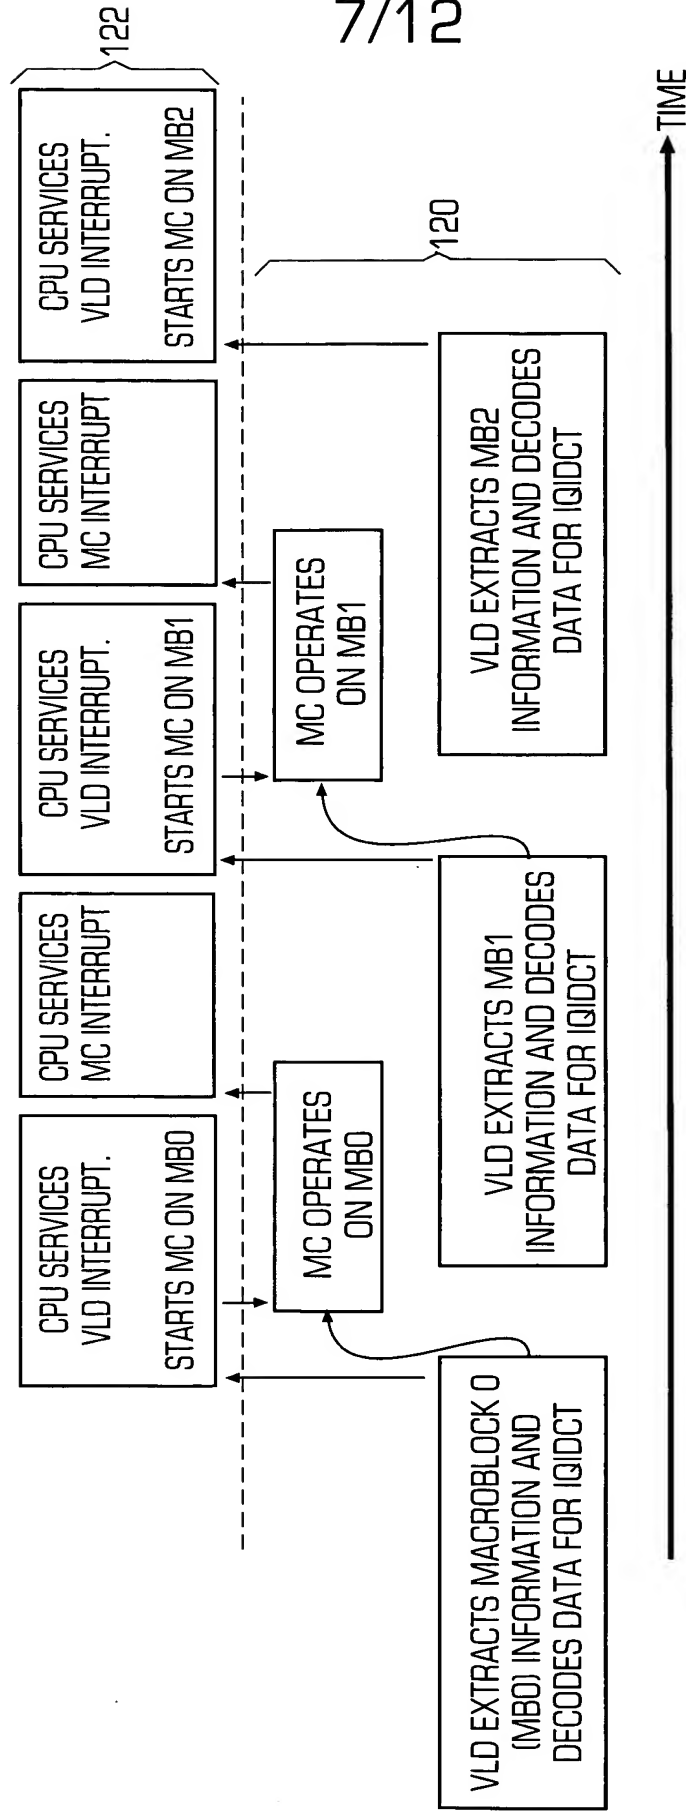 7/12
CPU SERVICES
VLD INTERRUPT.
STARTS MC ON MB0
CPU SERVICES
MC INTERRUPT
CPU SERVICES
VLD INTERRUPT.
STARTS MC ON MB1
CPU SERVICES
MC INTERRUPT
CPU SERVICES
VLD INTERRUPT.
STARTS MC ON MB2
122
MC OPERATES
ON MB0
MC OPERATES
ON MB1
120
VLD EXTRACTS MACROBLOCK 0
(MB0) INFORMATION AND
DECODES DATA FOR IQIDCT
VLD EXTRACTS MB1
INFORMATION AND DECODES
DATA FOR IQIDCT
VLD EXTRACTS MB2
INFORMATION AND DECODES
DATA FOR IQIDCT
TIME